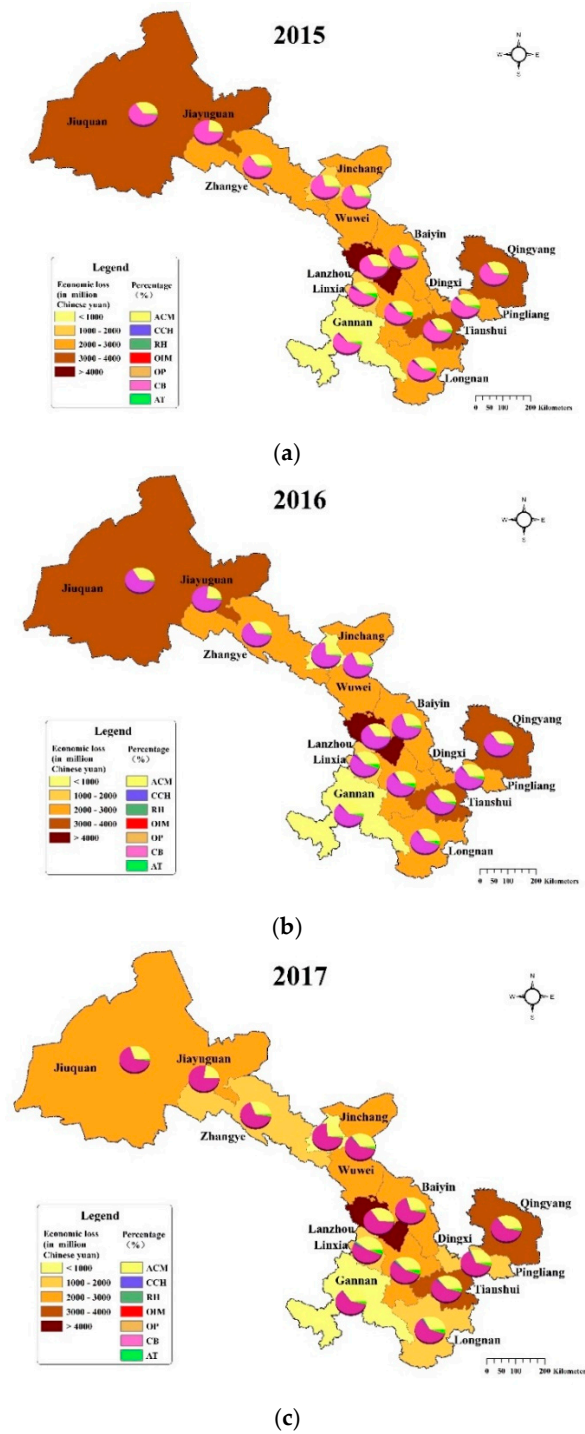 2015
N
W E
S
Jiuquan
Jiayuguan
Zhangye
Jinchang
Wuwei
Baiyin
Qingyang
Lanzhou
Linxia
Dingxi
Pingliang
Gannan
Tianshui
Longnan
Legend
Economic loss
(in million
Chinese yuan)
Percentage
(%)
< 1000
1000 - 2000
2000 - 3000
3000 - 4000
> 4000
ACM
CCH
RH
OIM
OP
CB
AT
0 50 100 200 Kilometers
(a)
2016
N
W E
S
Jiuquan
Jiayuguan
Zhangye
Jinchang
Wuwei
Baiyin
Qingyang
Lanzhou
Linxia
Dingxi
Pingliang
Gannan
Tianshui
Longnan
Legend
Economic loss
(in million
Chinese yuan)
Percentage
(%)
< 1000
1000 - 2000
2000 - 3000
3000 - 4000
> 4000
ACM
CCH
RH
OIM
OP
CB
AT
0 50 100 200 Kilometers
(b)
2017
N
W E
S
Jiuquan
Jiayuguan
Zhangye
Jinchang
Wuwei
Baiyin
Qingyang
Lanzhou
Linxia
Dingxi
Pingliang
Gannan
Tianshui
Longnan
Legend
Economic loss
(in million
Chinese yuan)
Percentage
(%)
< 1000
1000 - 2000
2000 - 3000
3000 - 4000
> 4000
ACM
CCH
RH
OIM
OP
CB
AT
0 50 100 200 Kilometers
(c)